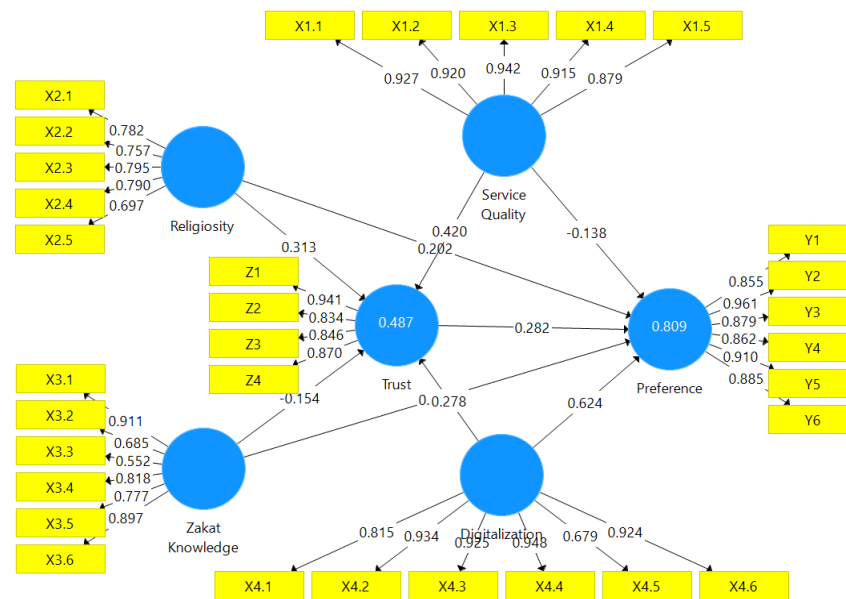 X1.1
X1.2
X1.3
X1.4
X1.5
0.927
0.920
0.942
0.915
0.879
Service
Quality
X2.1
X2.2
X2.3
X2.4
X2.5
0.782
0.757
0.795
0.790
0.697
Religiosity
0.313
0.420
0.202
-0.138
Z1
Z2
Z3
Z4
0.941
0.834
0.846
0.870
0.487
Trust
0.282
0.809
Preference
Y1
Y2
Y3
Y4
Y5
Y6
0.855
0.961
0.879
0.862
0.910
0.885
X3.1
X3.2
X3.3
X3.4
X3.5
X3.6
0.911
0.685
0.552
0.818
0.777
0.897
Zakat
Knowledge
-0.154
0.278
0.624
Digitalization
0.815
0.934
0.925
0.948
0.679
0.924
X4.1
X4.2
X4.3
X4.4
X4.5
X4.6